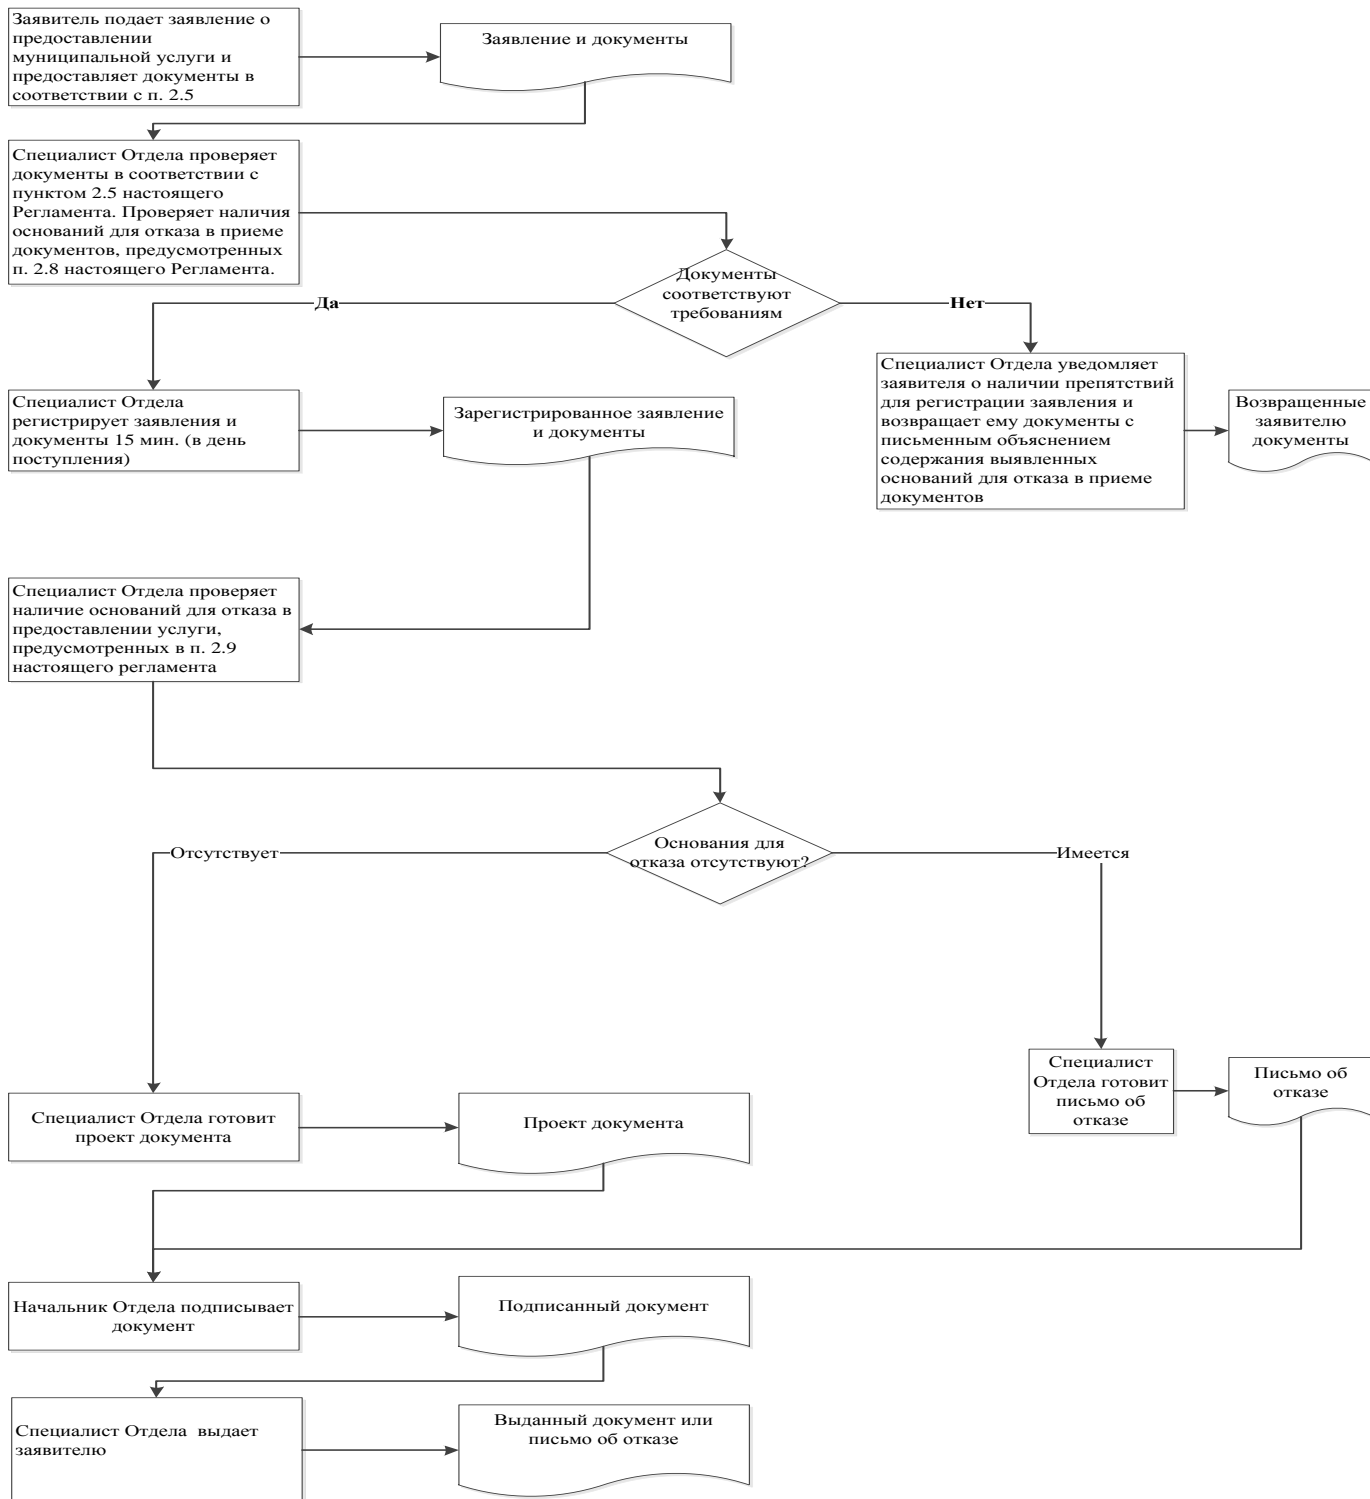 Заявитель подает заявление о
предоставлении
муниципальной услуги и
предоставляет документы в
соответствии с п. 2.5
Заявление и документы
Специалист Отдела проверяет
документы в соответствии с
пунктом 2.5 настоящего
Регламента. Проверяет наличия
оснований для отказа в приеме
документов, предусмотренных
п. 2.8 настоящего Регламента.
Документы
соответствуют
требованиям
Да
Нет
Специалист Отдела
регистрирует заявления и
документы 15 мин. (в день
поступления)
Зарегистрированное заявление
и документы
Специалист Отдела уведомляет
заявителя о наличии препятствий
для регистрации заявления и
возвращает ему документы с
письменным объяснением
содержания выявленных
оснований для отказа в приеме
документов
Возвращенные
заявителю
документы
Специалист Отдела проверяет
наличие оснований для отказа в
предоставлении услуги,
предусмотренных в п. 2.9
настоящего регламента
Основания для
отказа отсутствуют?
Отсутствует
Имеется
Специалист
Отдела готовит
письмо об
отказе
Письмо об
отказе
Специалист Отдела готовит
проект документа
Проект документа
Начальник Отдела подписывает
документ
Подписанный документ
Специалист Отдела  выдает
заявителю
Выданный документ или
письмо об отказе